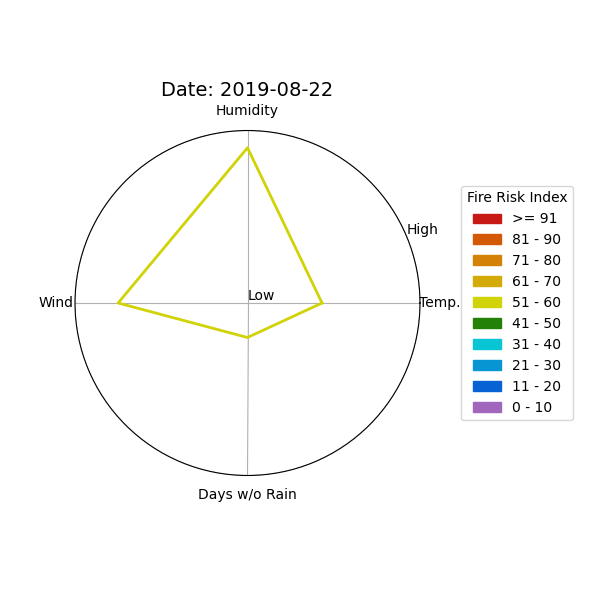 Date: 2019-08-22
Humidity
High
Low
Wind
Temp.
Days w/o Rain
Fire Risk Index
>= 91
81 - 90
71 - 80
61 - 70
51 - 60
41 - 50
31 - 40
21 - 30
11 - 20
0 - 10